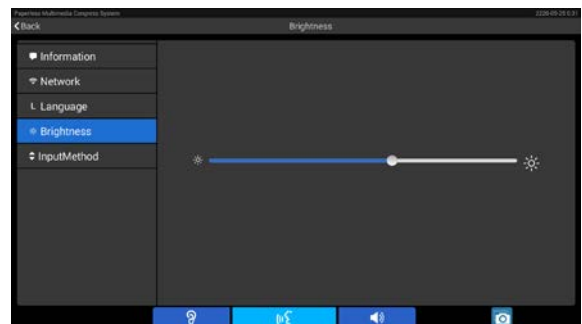 Paperless Multimedia Congress System
Back
Brightness
Information
Network
L Language
Brightness
InputMethod